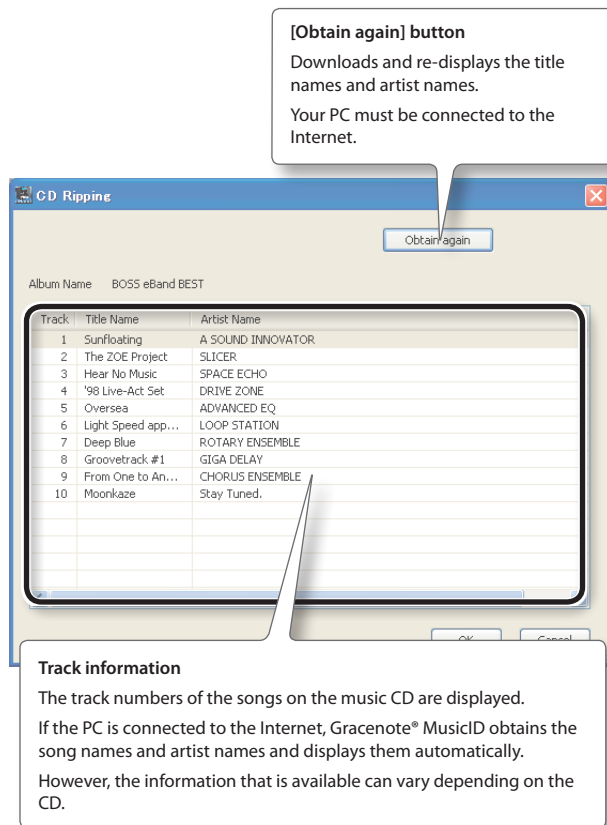 [Obtain again] button
Downloads and re-displays the title
names and artist names.
Your PC must be connected to the
Internet.
CD Ripping
Obtain again
Album Name BOSS eBand BEST
Track Title Name Artist Name
1 Sunfloating A SOUND INNOVATOR
2 The ZOE Project SLICER
3 Hear No Music SPACE ECHO
4 '98 Live-Act Set DRIVE ZONE
5 Oversea ADVANCED EQ
6 Light Speed app... LOOP STATION
7 Deep Blue ROTARY ENSEMBLE
8 Groovetrack #1 GIGA DELAY
9 From One to An... CHORUS ENSEMBLE
10 Moonkaze Stay Tuned.
OK Cancel
Track information
The track numbers of the songs on the music CD are displayed.
If the PC is connected to the Internet, Gracenote® MusicID obtains the
song names and artist names and displays them automatically.
However, the information that is available can vary depending on the
CD.